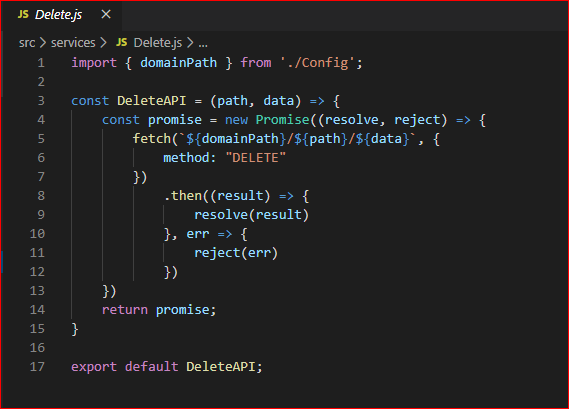 JS Delete.js ×
src > services > JS Delete.js > ...
1 import { domainPath } from './Config';
2
3 const DeleteAPI = (path, data) => {
4     const promise = new Promise((resolve, reject) => {
5         fetch(`${domainPath}/${path}/${data}`, {
6             method: "DELETE"
7         })
8             .then((result) => {
9                 resolve(result)
10             }, err => {
11                 reject(err)
12             })
13     })
14     return promise;
15 }
16
17 export default DeleteAPI;